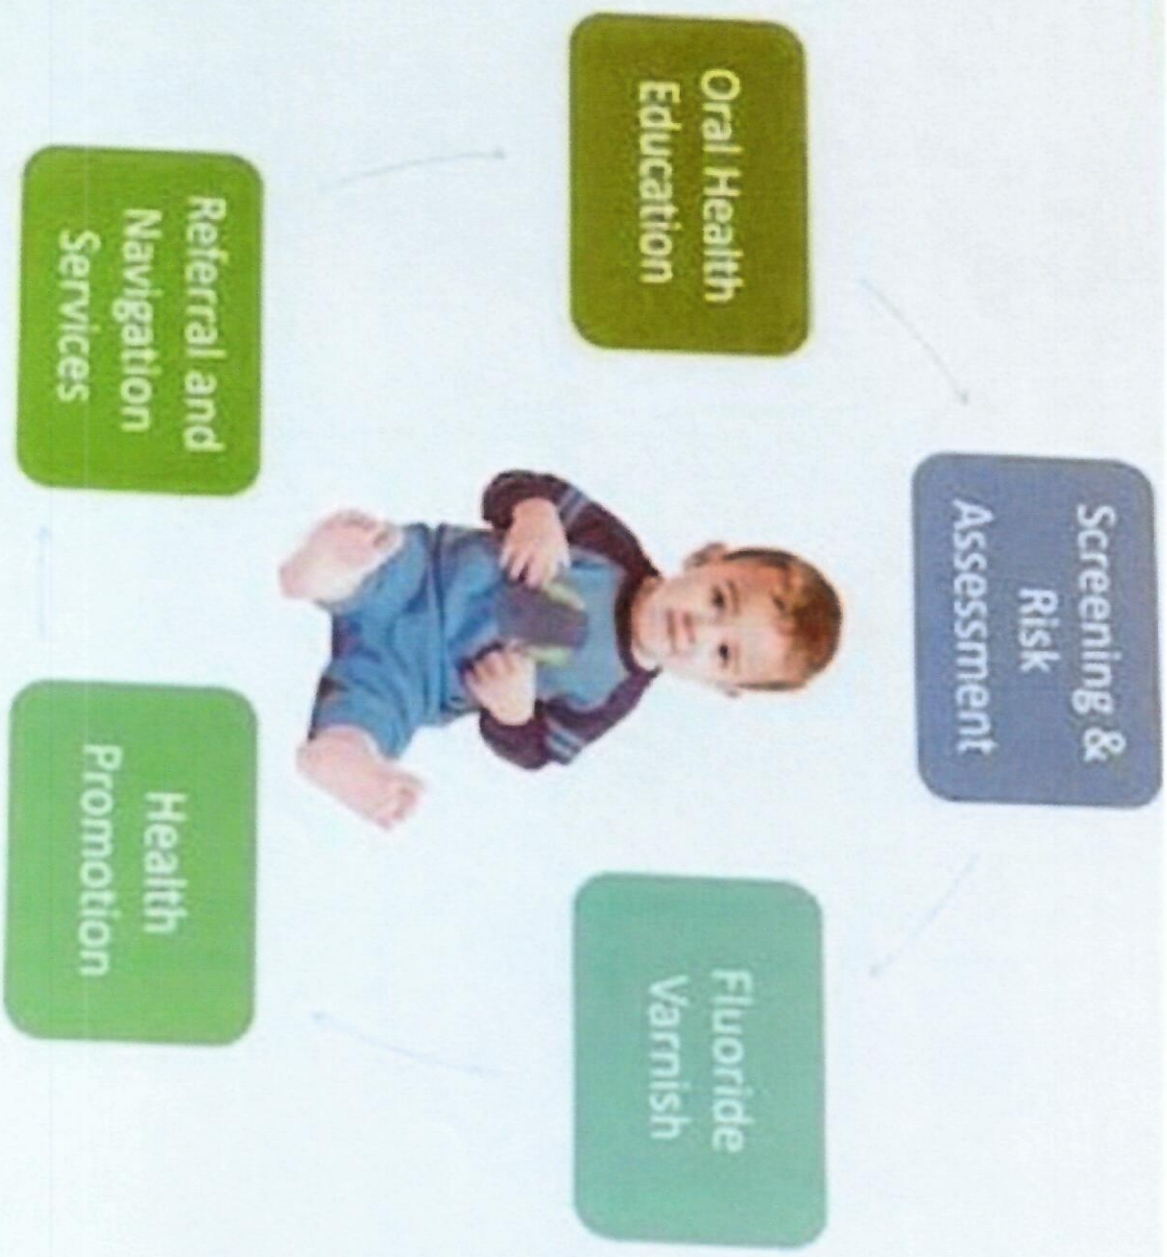 Screening &
Risk
Assessment
Fluoride
Varnish
Health
Promotion
Referral and
Navigation
Services
Oral Health
Education